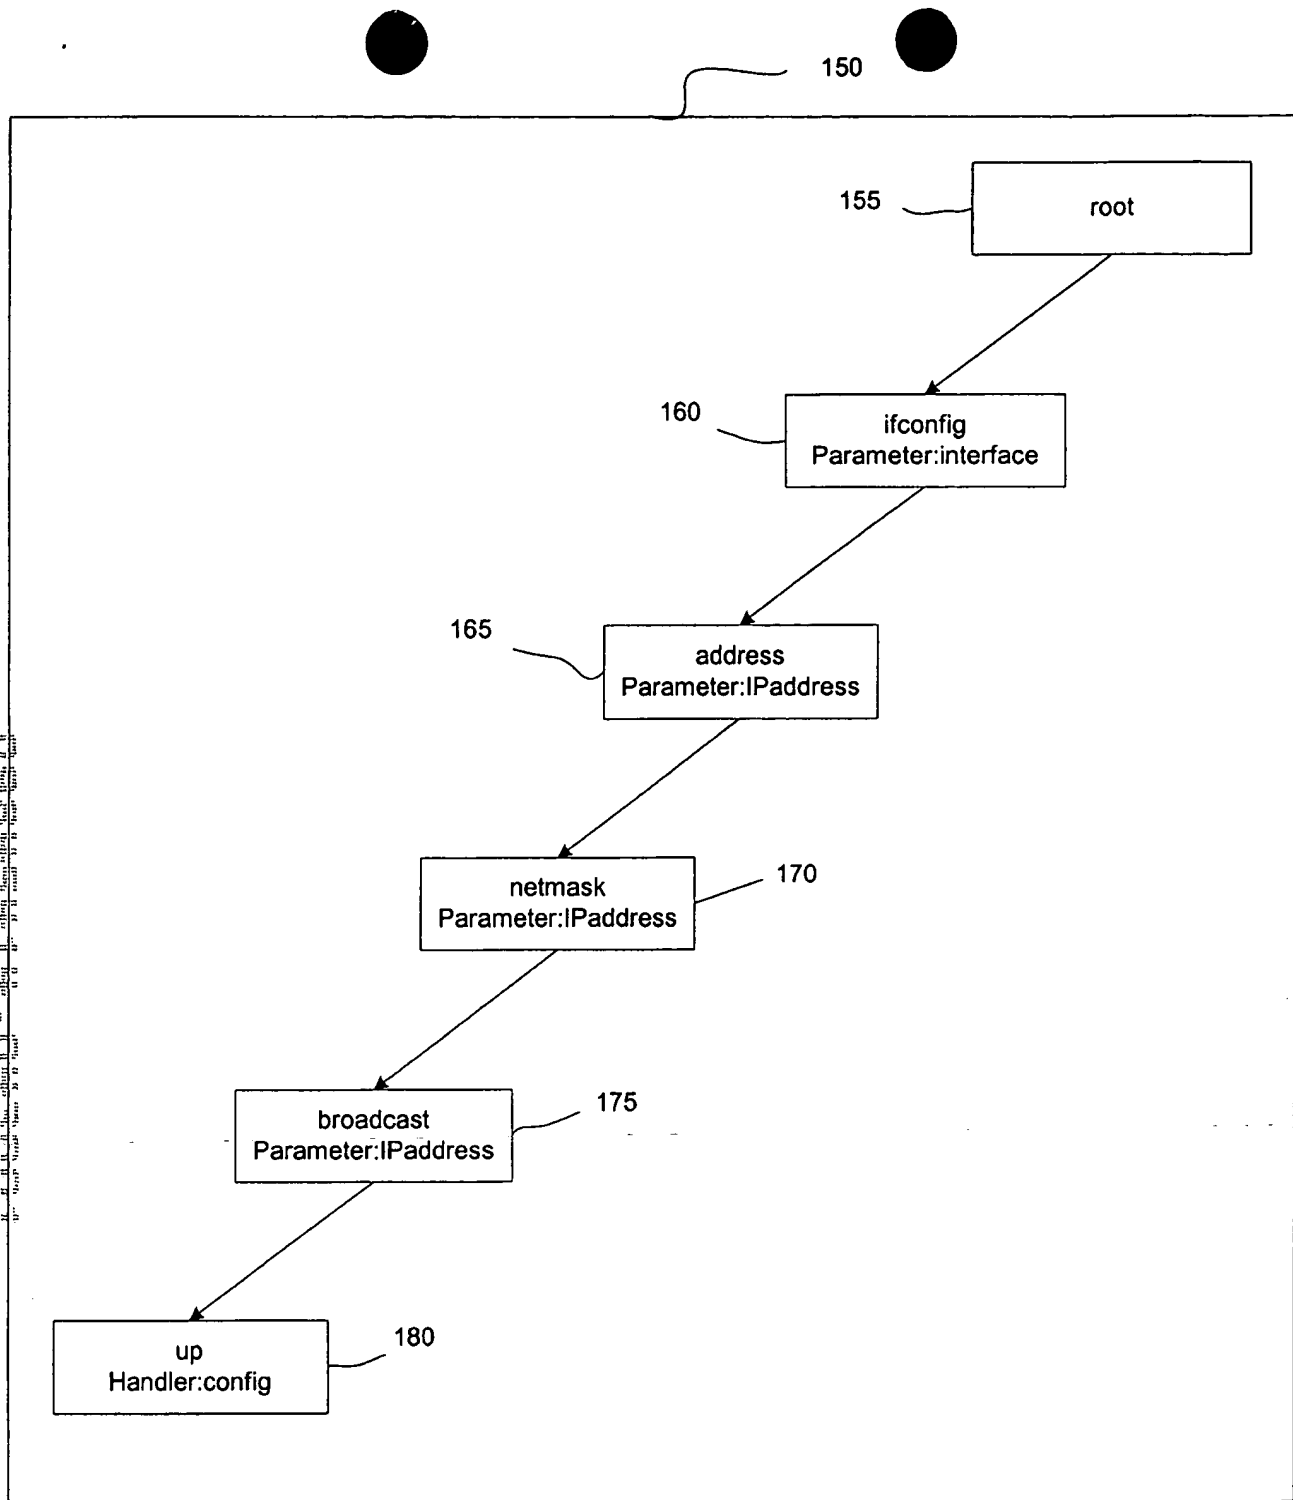 150
155
root
160
ifconfig
Parameter:interface
165
address
Parameter:IPaddress
170
netmask
Parameter:IPaddress
175
broadcast
Parameter:IPaddress
180
up
Handler:config